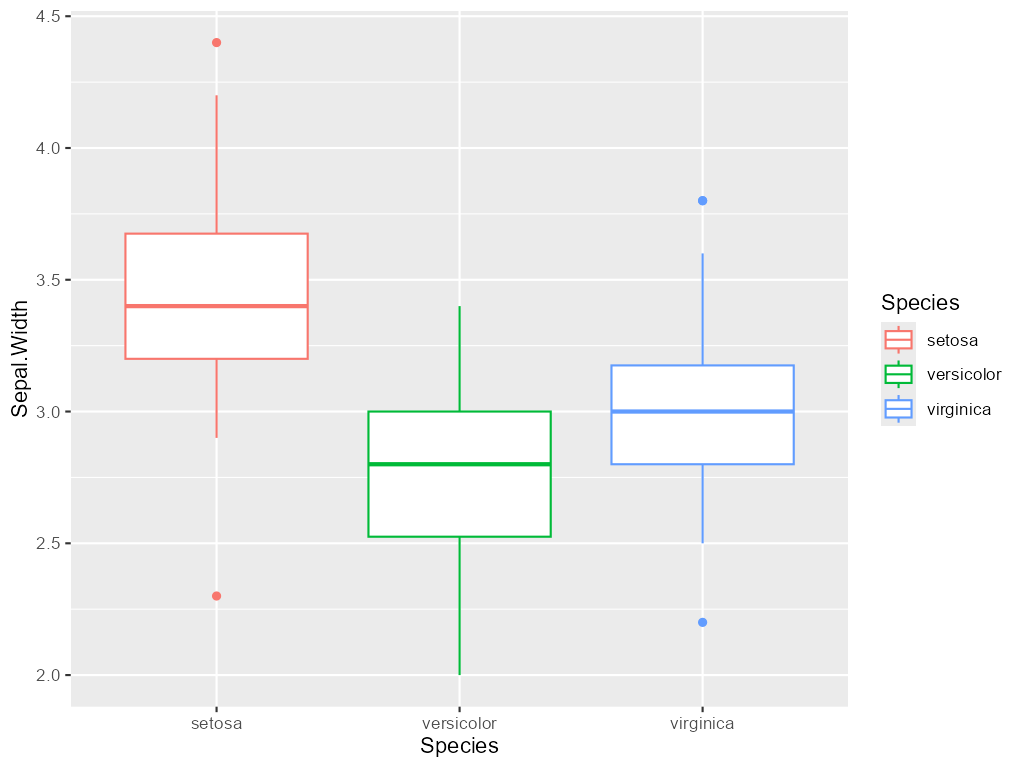 4.5
4.0
3.5
3.0
2.5
2.0
Sepal.Width
setosa
versicolor
virginica
Species
Species
setosa
versicolor
virginica